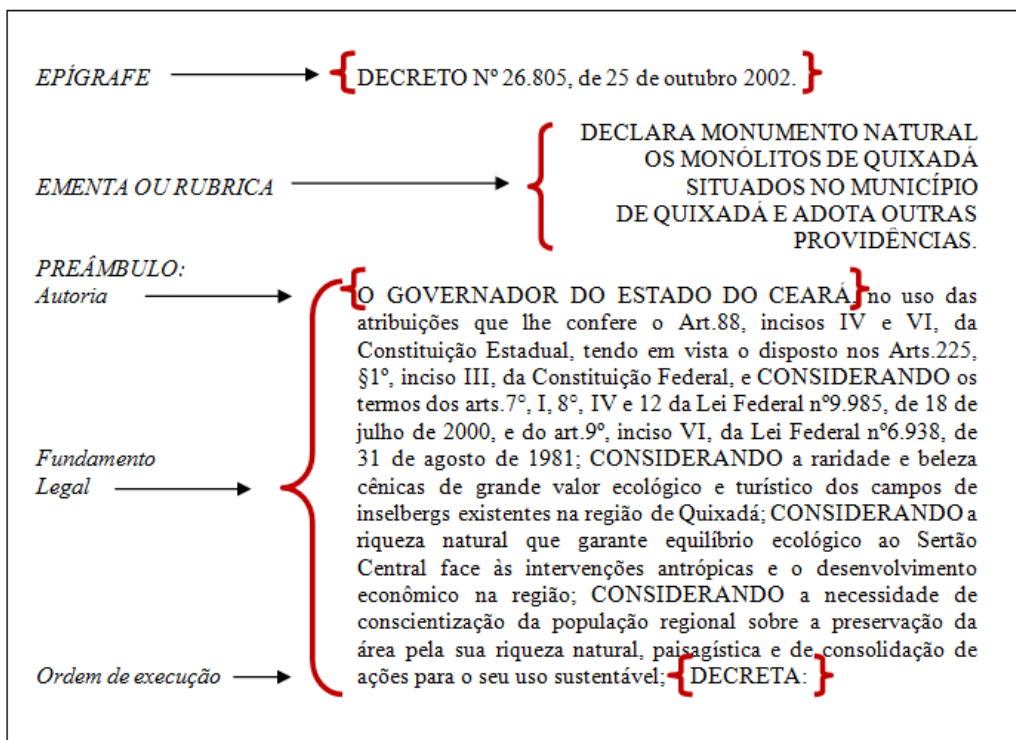 EPÍGRAFE
DECRETO Nº 26.805, de 25 de outubro 2002.
EMENTA OU RUBRICA
DECLARA MONUMENTO NATURAL
OS MONÓLITOS DE QUIXADÁ
SITUADOS NO MUNICÍPIO
DE QUIXADÁ E ADOTA OUTRAS
PROVIDÊNCIAS.
PREÂMBULO:
Autoria
O GOVERNADOR DO ESTADO DO CEARÁ, no uso das
atribuições que lhe confere o Art.88, incisos IV e VI, da
Constituição Estadual, tendo em vista o disposto nos Arts.225,
§1º, inciso III, da Constituição Federal, e CONSIDERANDO os
termos dos arts.7°, I, 8°, IV e 12 da Lei Federal nº9.985, de 18 de
julho de 2000, e do art.9º, inciso VI, da Lei Federal nº6.938, de
31 de agosto de 1981; CONSIDERANDO a raridade e beleza
cênicas de grande valor ecológico e turístico dos campos de
inselbergs existentes na região de Quixadá; CONSIDERANDO a
riqueza natural que garante equilíbrio ecológico ao Sertão
Central face às intervenções antrópicas e o desenvolvimento
econômico na região; CONSIDERANDO a necessidade de
conscientização da população regional sobre a preservação da
área pela sua riqueza natural, paisagística e de consolidação de
ações para o seu uso sustentável; DECRETA:
Fundamento
Legal
Ordem de execução